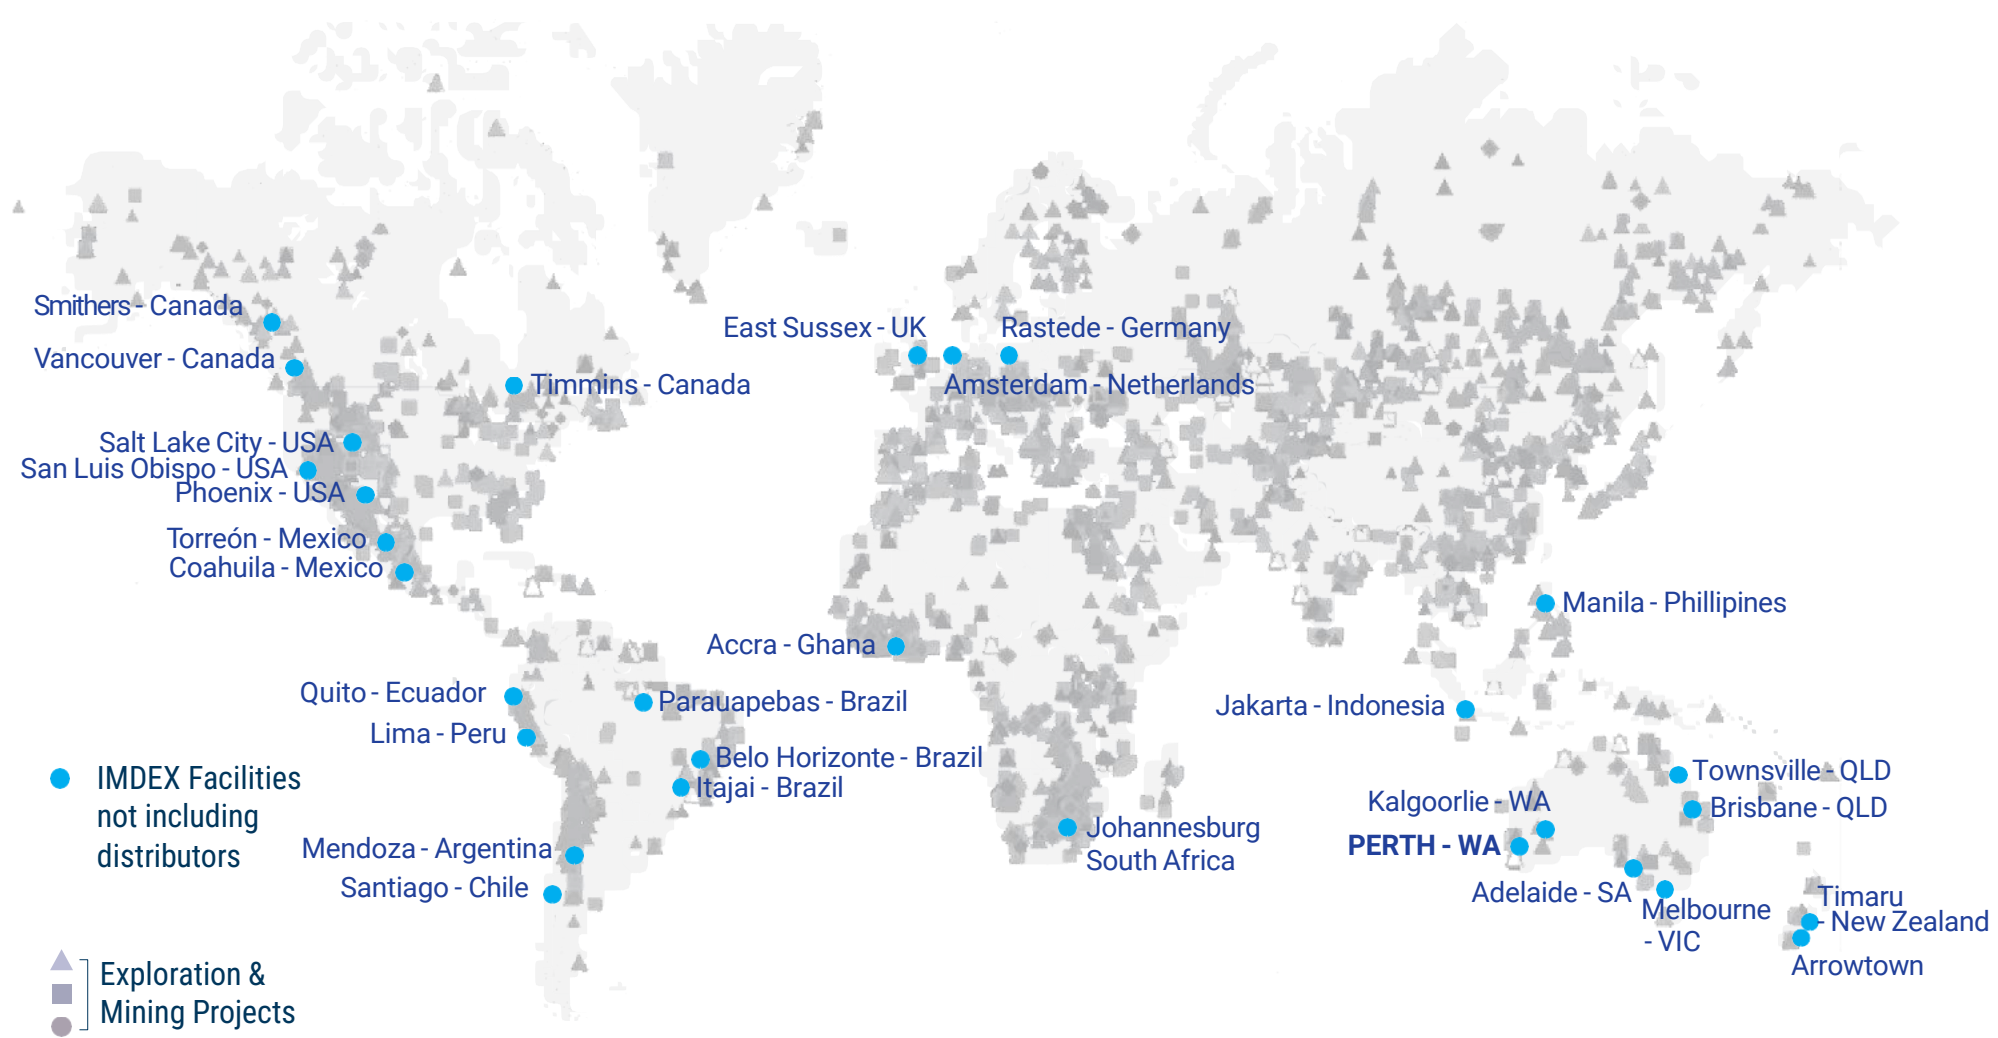 Smithers - Canada
Vancouver - Canada
Timmins - Canada
Salt Lake City - USA
San Luis Obispo - USA
Phoenix - USA
Torreón - Mexico
Coahuila - Mexico
East Sussex - UK
Rastede - Germany
Amsterdam - Netherlands
Accra - Ghana
Manila - Phillipines
Quito - Ecuador
Parauapebas - Brazil
Lima - Peru
Jakarta - Indonesia
Belo Horizonte - Brazil
Itajai - Brazil
Mendoza - Argentina
Santiago - Chile
Johannesburg
South Africa
Townsville - QLD
Kalgoorlie - WA
Brisbane - QLD
PERTH - WA
Adelaide - SA
Melbourne
- VIC
Timaru
- New Zealand
Arrowtown
IMDEX Facilities
not including
distributors
Exploration &
Mining Projects